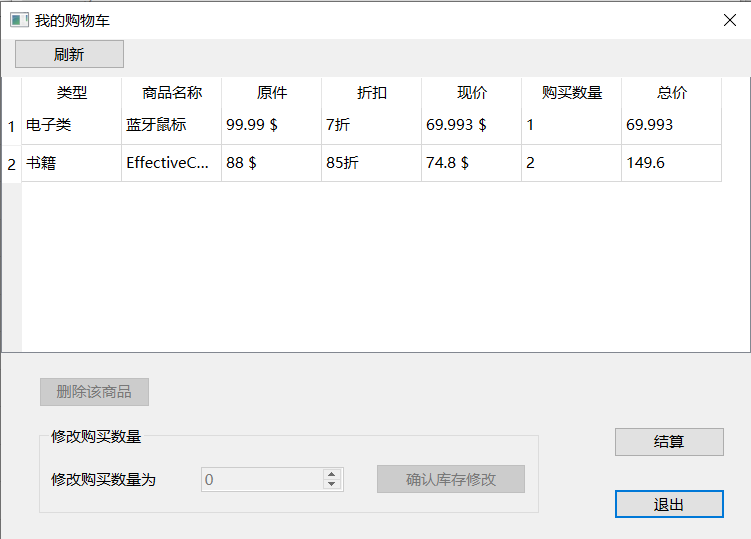 我的购物车
刷新
类型 商品名称 原件 折扣 现价 购买数量 总价
1 电子类 蓝牙鼠标 99.99 $ 7折 69.993 $ 1 69.993
2 书籍 EffectiveC... 88 $ 85折 74.8 $ 2 149.6
删除该商品
修改购买数量
结算
修改购买数量为 0 确认库存修改
退出